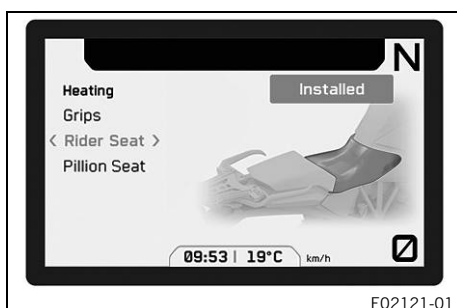 N
Heating
Installed
Grips
< Rider Seat >
Pillion Seat
09:53 | 19°C
km/h
0
F02121-01